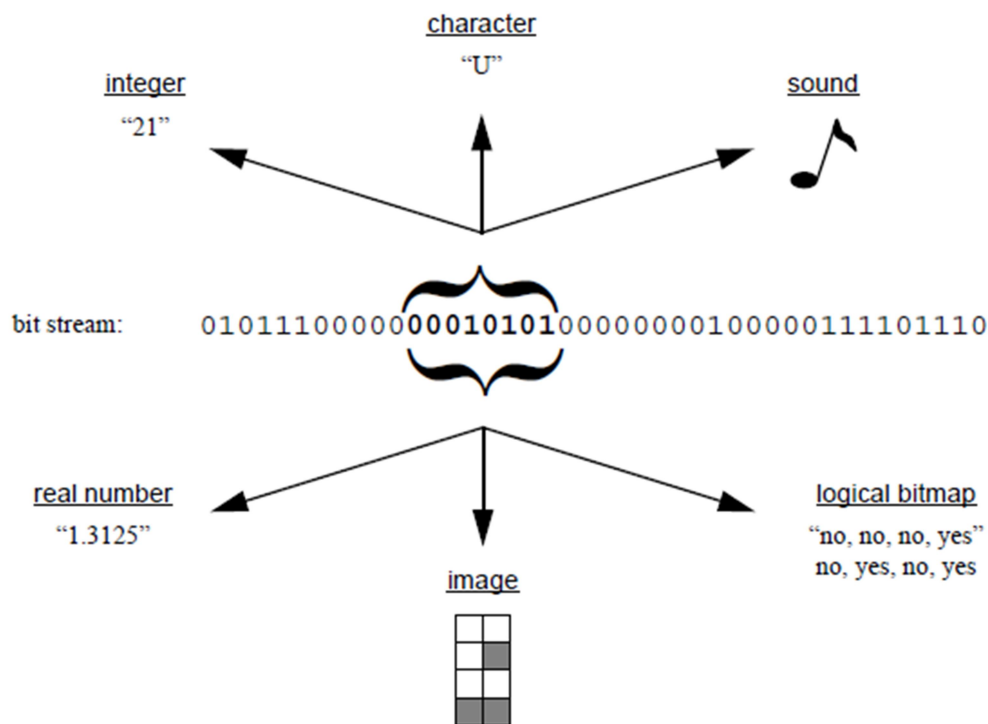 character
“U”
integer
“21”
sound
bit stream: 010111000000001010100000000100000111101110
real number
“1.3125”
logical bitmap
“no, no, no, yes”
no, yes, no, yes
image